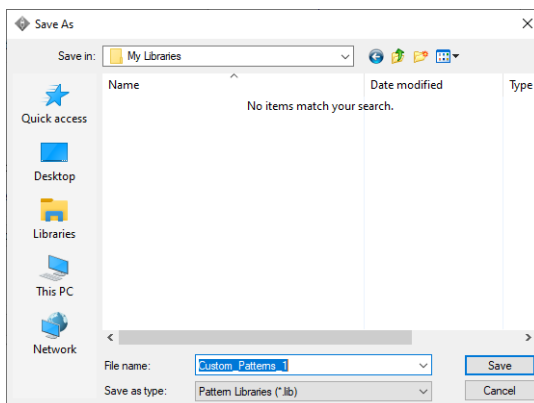 Save As
Save in: My Libraries
Name Date modified Type
No items match your search.
Quick access
Desktop
Libraries
This PC
Network
File name: Custom_Patterns_1 Save
Save as type: Pattern Libraries (*.lib) Cancel